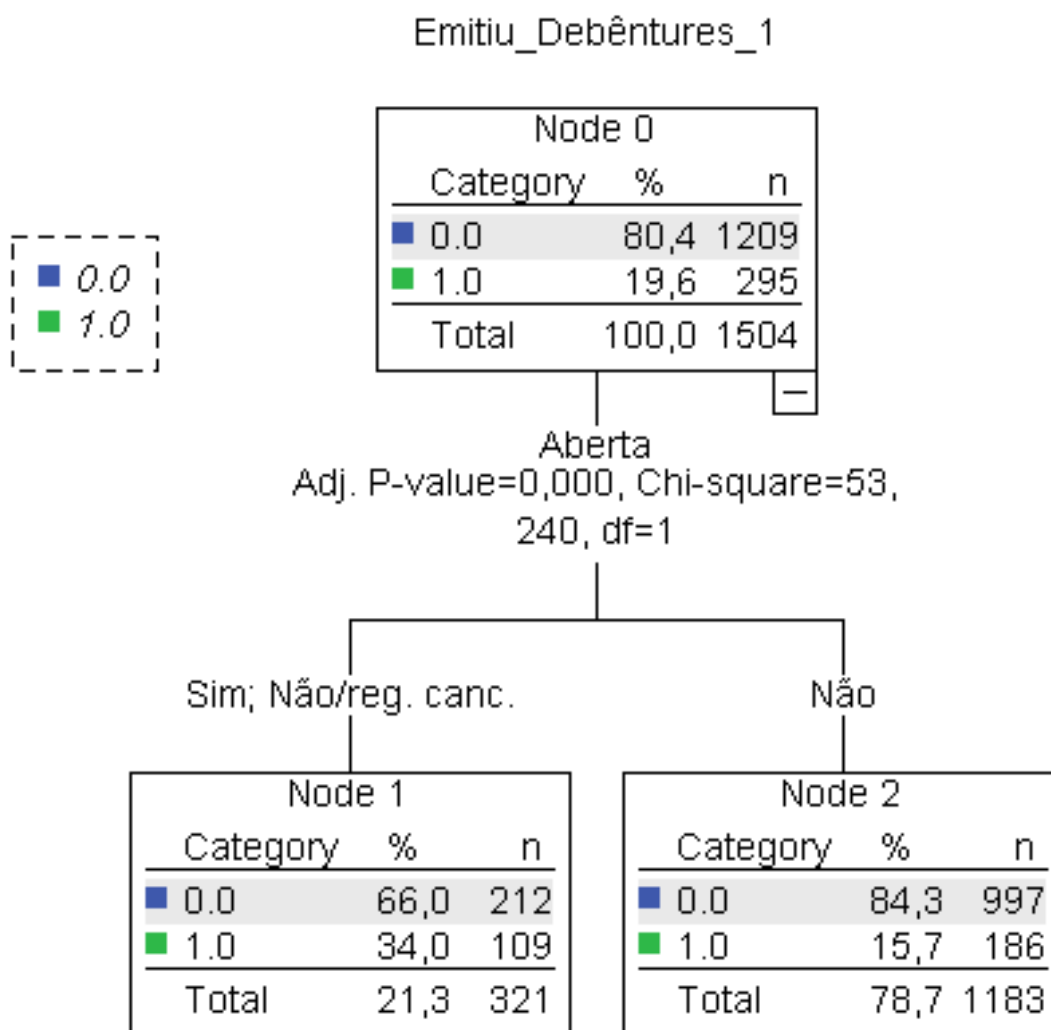 Emitiu_Debêntures_1
Node 0
Category % n
0.0 80,4 1209
1.0 19,6 295
Total 100,0 1504
0.0
1.0
Aberta
Adj. P-value=0,000, Chi-square=53,
240, df=1
Sim; Não/reg. canc.
Não
Node 1
Category % n
0.0 66,0 212
1.0 34,0 109
Total 21,3 321
Node 2
Category % n
0.0 84,3 997
1.0 15,7 186
Total 78,7 1183